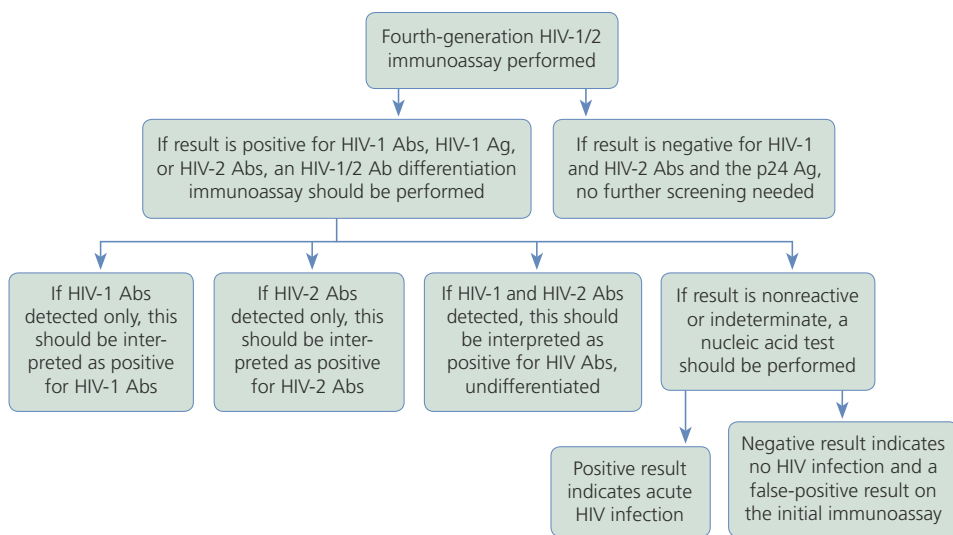 Fourth-generation HIV-1/2
immunoassay performed
If result is positive for HIV-1 Abs, HIV-1 Ag,
or HIV-2 Abs, an HIV-1/2 Ab differentiation
immunoassay should be performed
If result is negative for HIV-1
and HIV-2 Abs and the p24 Ag,
no further screening needed
If HIV-1 Abs
detected only, this
should be inter-
preted as positive
for HIV-1 Abs
If HIV-2 Abs
detected only, this
should be inter-
preted as positive
for HIV-2 Abs
If HIV-1 and HIV-2 Abs
detected, this should
be interpreted as
positive for HIV Abs,
undifferentiated
If result is nonreactive
or indeterminate, a
nucleic acid test
should be performed
Positive result
indicates acute
HIV infection
Negative result indicates
no HIV infection and a
false-positive result on
the initial immunoassay